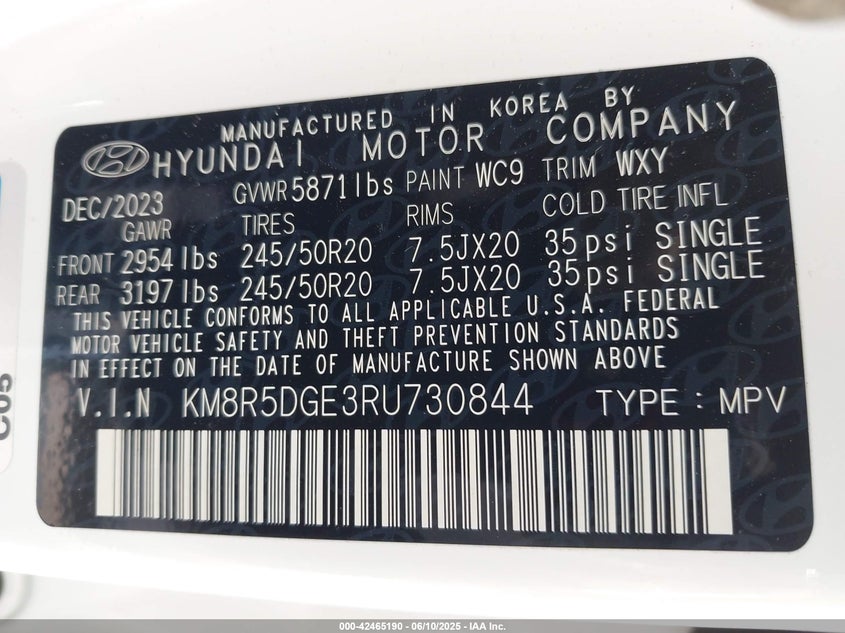 MANUFACTURED IN KOREA BY
HYUNDAI MOTOR COMPANY
DEC/2023 GVWR 5871 lbs PAINT WC9 TRIM WXY
GAWR TIRES RIMS COLD TIRE INFL
FRONT 2954 lbs 245/50R20 7.5JX20 35psi SINGLE
REAR 3197 lbs 245/50R20 7.5JX20 35psi SINGLE
THIS VEHICLE CONFORMS TO ALL APPLICABLE U.S.A. FEDERAL
MOTOR VEHICLE SAFETY AND THEFT PREVENTION STANDARDS
IN EFFECT ON THE DATE OF MANUFACTURE SHOWN ABOVE
V.I.N KM8R5DGE3RU730844 TYPE : MPV
C05
000-42465190 - 06/10/2025 - IAA Inc.